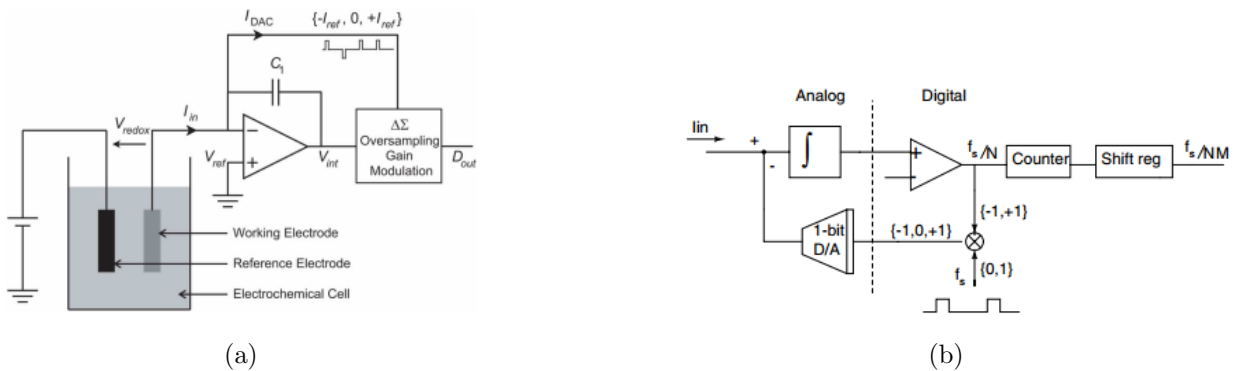 I_DAC {-I_ref, 0, +I_ref}
C_1
V_redox I_in
−
V_ref + V_int
ΔΣ
Oversampling
Gain
Modulation
D_out
Working Electrode
Reference Electrode
Electrochemical Cell
(a)
Analog Digital
Iin
+
-
∫
+
-
f_s/N
Counter
Shift reg
f_s/NM
{-1,+1}
1-bit
D/A
{-1,0,+1}
f_s {0,1}
(b)